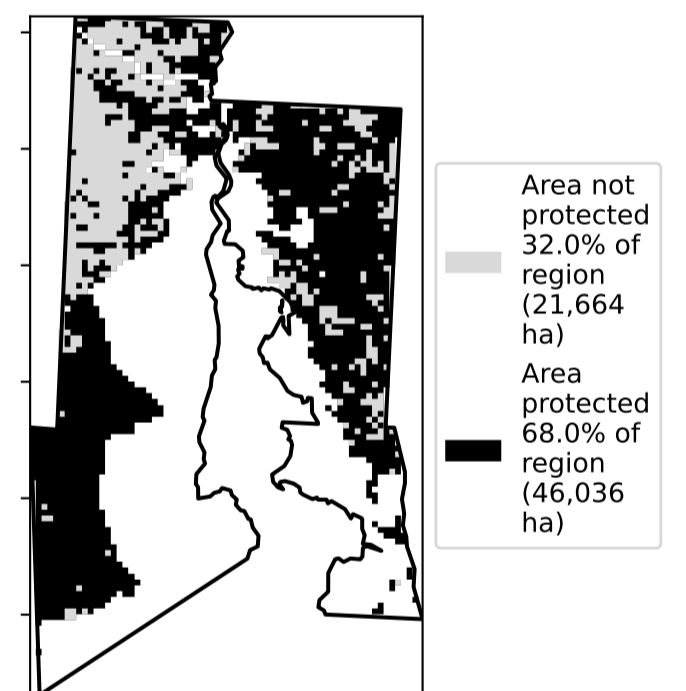 Area not
protected
32.0% of
region
(21,664
ha)
Area
protected
68.0% of
region
(46,036
ha)